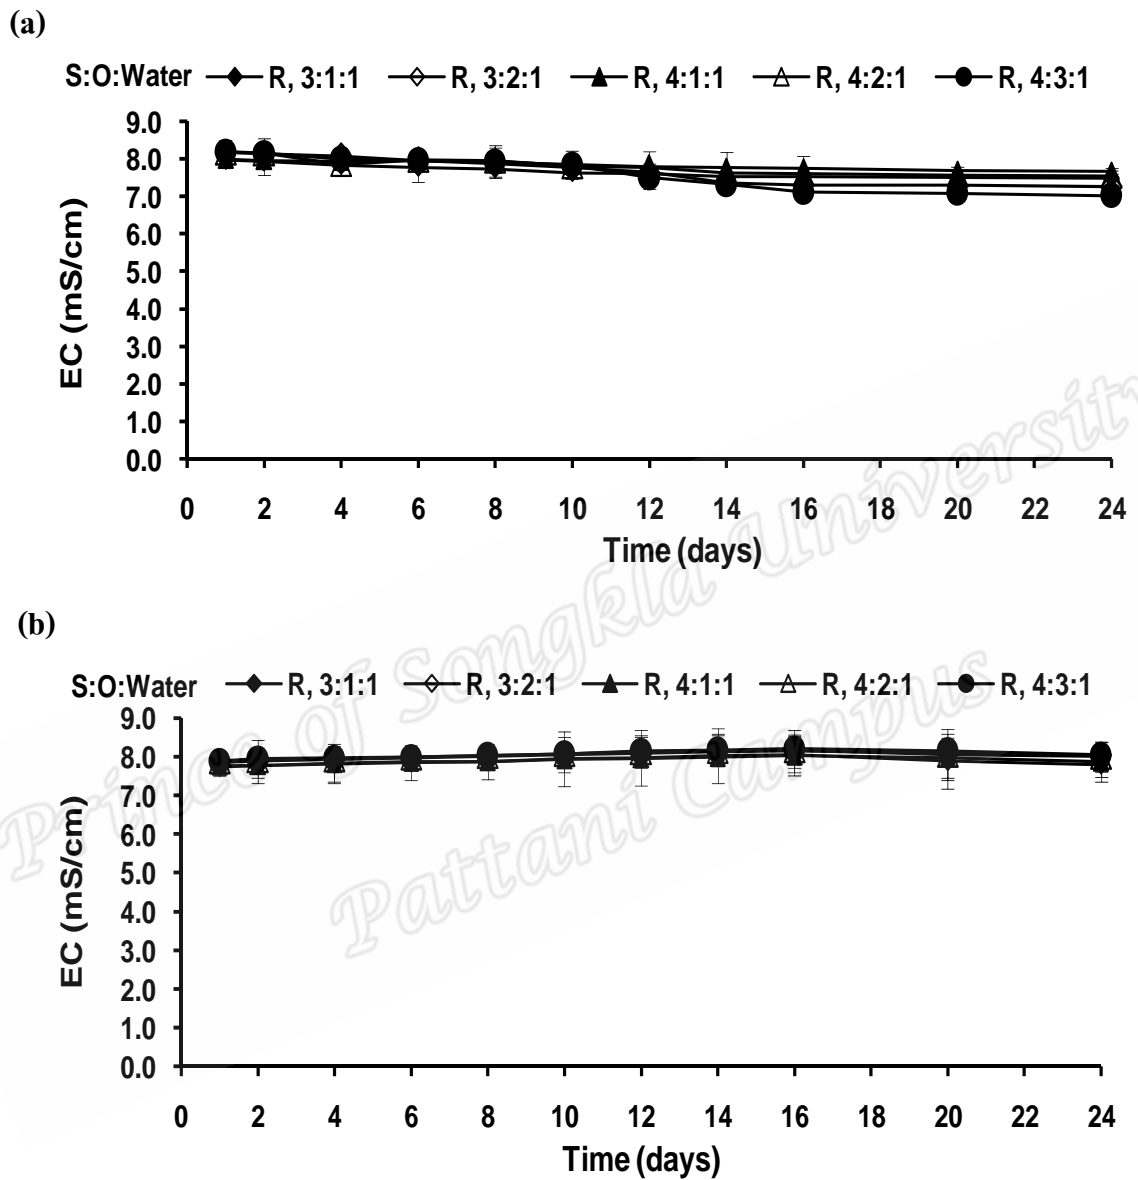 (a)
S:O:Water R, 3:1:1 R, 3:2:1 R, 4:1:1 R, 4:2:1 R, 4:3:1
9.0
8.0
7.0
6.0
5.0
4.0
3.0
2.0
1.0
0.0
EC (mS/cm)
0 2 4 6 8 10 12 14 16 18 20 22 24
Time (days)
(b)
S:O:Water R, 3:1:1 R, 3:2:1 R, 4:1:1 R, 4:2:1 R, 4:3:1
9.0
8.0
7.0
6.0
5.0
4.0
3.0
2.0
1.0
0.0
EC (mS/cm)
0 2 4 6 8 10 12 14 16 18 20 22 24
Time (days)
Prince of Songkla University
Pattani Campus